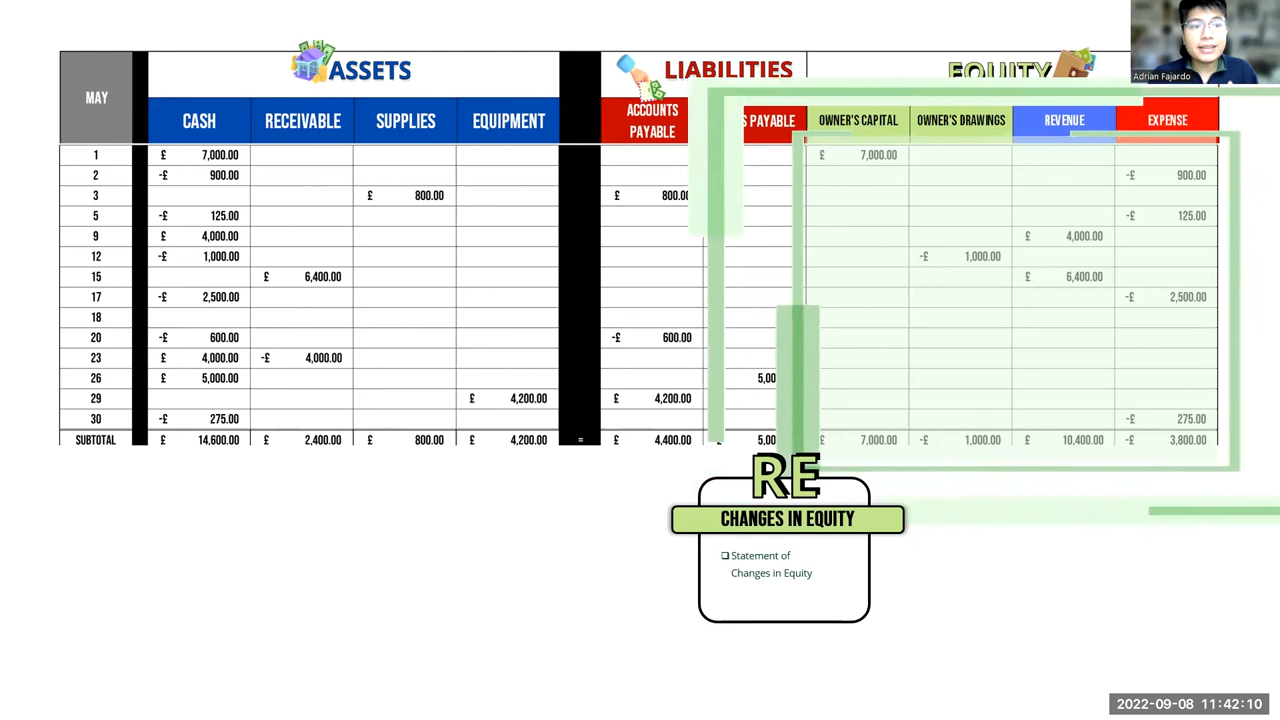 Adrian Fajardo
ASSETS LIABILITIES EQUITY
MAY CASH RECEIVABLE SUPPLIES EQUIPMENT ACCOUNTS PAYABLE PAYABLE OWNER'S CAPITAL OWNER'S DRAWINGS REVENUE EXPENSE
1 £ 7,000.00 £ 7,000.00
2 -£ 900.00 -£ 900.00
3 £ 800.00 £ 800.00
5 -£ 125.00 -£ 125.00
9 £ 4,000.00 £ 4,000.00
12 -£ 1,000.00 -£ 1,000.00
15 £ 6,400.00 £ 6,400.00
17 -£ 2,500.00 -£ 2,500.00
18
20 -£ 600.00 -£ 600.00
23 £ 4,000.00 -£ 4,000.00
26 £ 5,000.00
29 £ 4,200.00 £ 4,200.00
30 -£ 275.00 -£ 275.00
SUBTOTAL £ 14,600.00 £ 2,400.00 £ 800.00 £ 4,200.00 = £ 4,400.00 £ 7,000.00 -£ 1,000.00 £ 10,400.00 -£ 3,800.00
RE
CHANGES IN EQUITY
❑ Statement of
Changes in Equity
2022-09-08 11:42:10